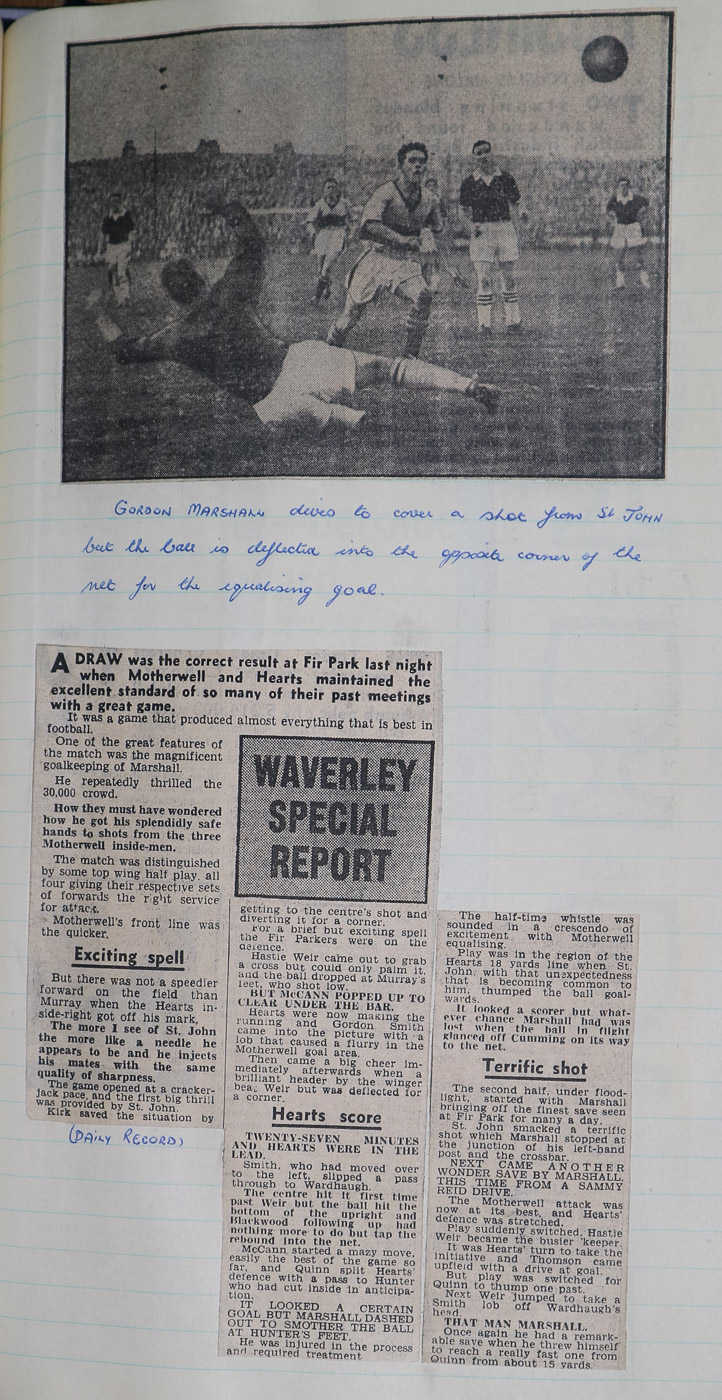 GORDON MARSHALL dives to cover a shot from St JOHN
but the ball is deflected into the opposite corner of the
net for the equalising goal.
A DRAW was the correct result at Fir Park last night
when Motherwell and Hearts maintained the
excellent standard of so many of their past meetings
with a great game.
It was a game that produced almost everything that is best in
football.
One of the great features of
the match was the magnificent
goalkeeping of Marshall.
He repeatedly thrilled the
30,000 crowd.
How they must have wondered
how he got his splendidly safe
hands to shots from the three
Motherwell inside-men.
The match was distinguished
by some top wing half play, all
four giving their respective sets
of forwards the right service
for attack.
Motherwell's front line was
the quicker.
Exciting spell
But there was not a speedier
forward on the field than
Murray when the Hearts in-
side-right got off his mark.
The more I see of St. John
the more like a needle he
appears to be and he injects
his mates with the same
quality of sharpness.
The game opened at a cracker-
jack pace, and the first big thrill
was provided by St. John.
Kirk saved the situation by
(DAILY RECORD)
WAVERLEY
SPECIAL
REPORT
getting to the centre's shot and
diverting it for a corner.
For a brief but exciting spell
the Fir Parkers were on the
defence.
Hastie Weir came out to grab
a cross but could only palm it,
and the ball dropped at Murray's
feet, who shot low.
BUT McCANN POPPED UP TO
CLEAR UNDER THE BAR.
Hearts were now making the
running and Gordon Smith
came into the picture with a
lob that caused a flurry in the
Motherwell goal area.
Then came a big cheer im-
mediately afterwards when a
brilliant header by the winger
beat Weir but was deflected for
a corner.
Hearts score
TWENTY-SEVEN MINUTES
AND HEARTS WERE IN THE
LEAD.
Smith, who had moved over
to the left, slipped a pass
through to Wardhaugh.
The centre hit it first time
past Weir but the ball hit the
bottom of the upright and
Blackwood following up had
nothing more to do but tap the
rebound into the net.
McCann started a mazy move,
easily the best of the game so
far, and Quinn split Hearts'
defence with a pass to Hunter
who had cut inside in anticipa-
tion.
IT LOOKED A CERTAIN
GOAL BUT MARSHALL DASHED
OUT TO SMOTHER THE BALL
AT HUNTER'S FEET.
He was injured in the process
and required treatment
The half-time whistle was
sounded in a crescendo of
excitement with Motherwell
equalising.
Play was in the region of the
Hearts 18 yards line when St.
John, with that unexpectedness
that is becoming common to
him, thumped the ball goal-
wards.
It looked a scorer but what-
ever chance Marshall had was
lost when the ball in flight
glanced off Cumming on its way
to the net.
Terrific shot
The second half, under flood-
light, started with Marshall
bringing off the finest save seen
at Fir Park for many a day.
St. John smacked a terrific
shot which Marshall stopped at
the junction of his left-hand
post and the crossbar.
NEXT CAME ANOTHER
WONDER SAVE BY MARSHALL,
THIS TIME FROM A SAMMY
REID DRIVE.
The Motherwell attack was
now at its best, and Hearts'
defence was stretched.
Play suddenly switched. Hastie
Weir became the busier 'keeper.
It was Hearts' turn to take the
initiative and Thomson came
upfield with a drive at goal.
But play was switched for
Quinn to thump one past.
Next Weir jumped to take a
Smith lob off Wardhaugh's
head.
THAT MAN MARSHALL.
Once again he had a remark-
able save when he threw himself
to reach a really fast one from
Quinn from about 15 yards.